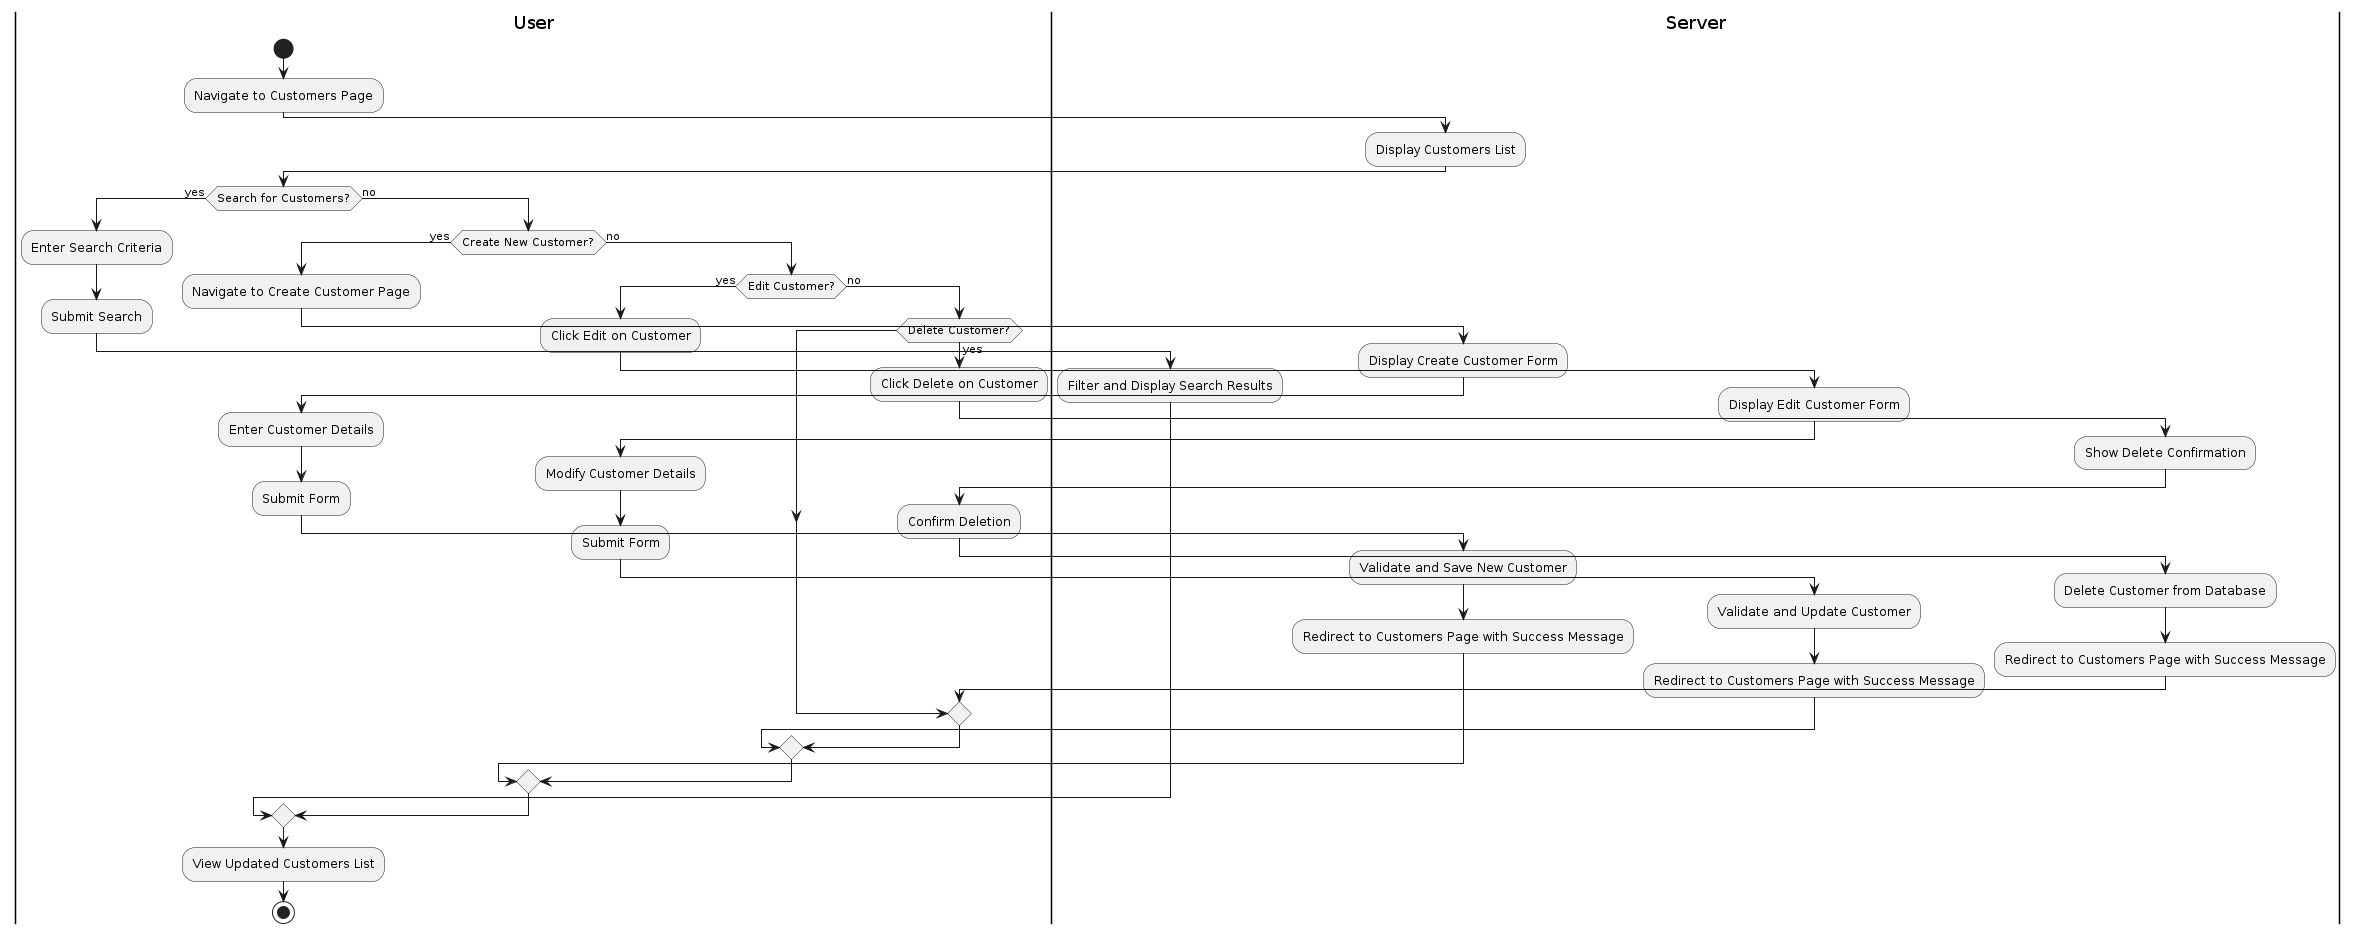 User
Server
Navigate to Customers Page
Display Customers List
yes
Search for Customers?
no
Enter Search Criteria
yes
Create New Customer?
no
Submit Search
Navigate to Create Customer Page
yes
Edit Customer?
no
Click Edit on Customer
Delete Customer?
yes
Click Delete on Customer
Filter and Display Search Results
Display Create Customer Form
Display Edit Customer Form
Show Delete Confirmation
Enter Customer Details
Modify Customer Details
Submit Form
Submit Form
Confirm Deletion
Validate and Save New Customer
Validate and Update Customer
Delete Customer from Database
Redirect to Customers Page with Success Message
Redirect to Customers Page with Success Message
Redirect to Customers Page with Success Message
View Updated Customers List